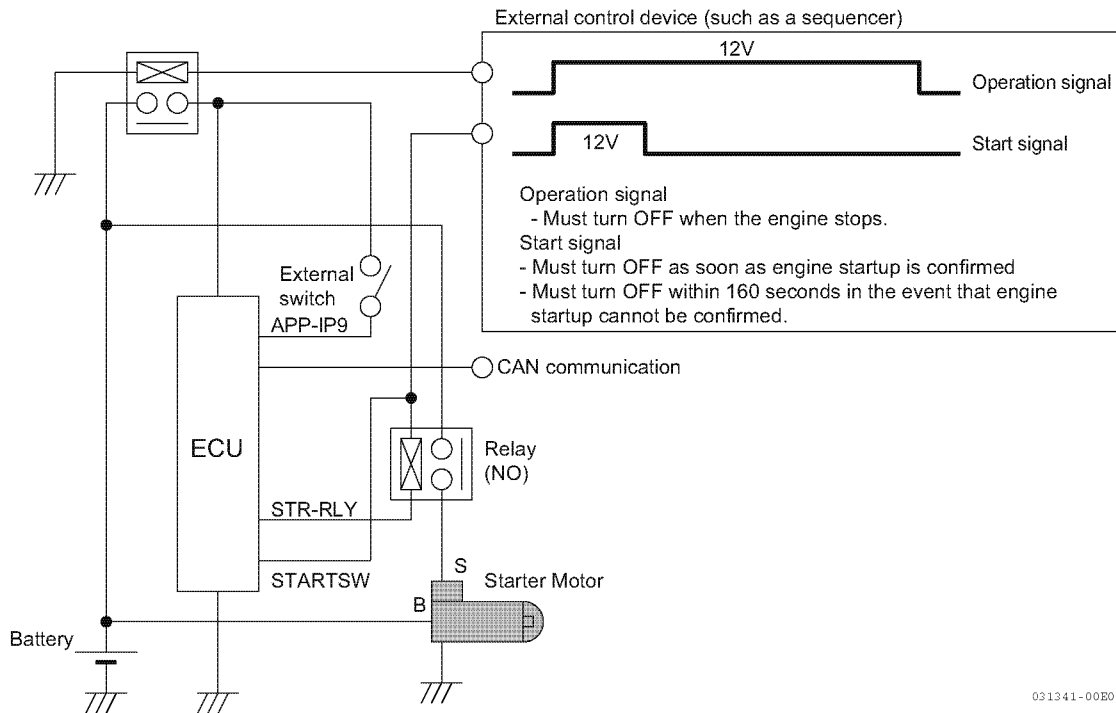 External control device (such as a sequencer)
12V
Operation signal
12V
Start signal
Operation signal
- Must turn OFF when the engine stops.
Start signal
- Must turn OFF as soon as engine startup is confirmed
- Must turn OFF within 160 seconds in the event that engine
startup cannot be confirmed.
External
switch
APP-IP9
CAN communication
ECU
Relay
(NO)
STR-RLY
STARTSW
S
Starter Motor
B
Battery
031341-00E0